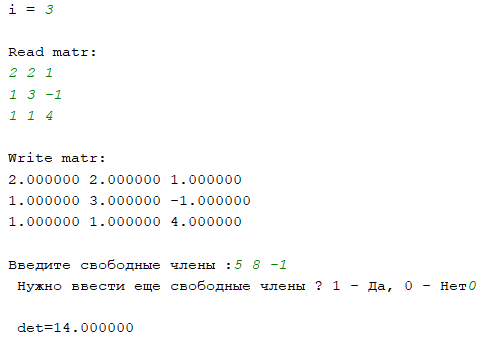 i = 3
Read matr:
2 2 1
1 3 -1
1 1 4
Write matr:
2.000000 2.000000 1.000000
1.000000 3.000000 -1.000000
1.000000 1.000000 4.000000
Введите свободные члены :5 8 -1
Нужно ввести еще свободные члены ? 1 - Да, 0 - Нет0
det=14.000000